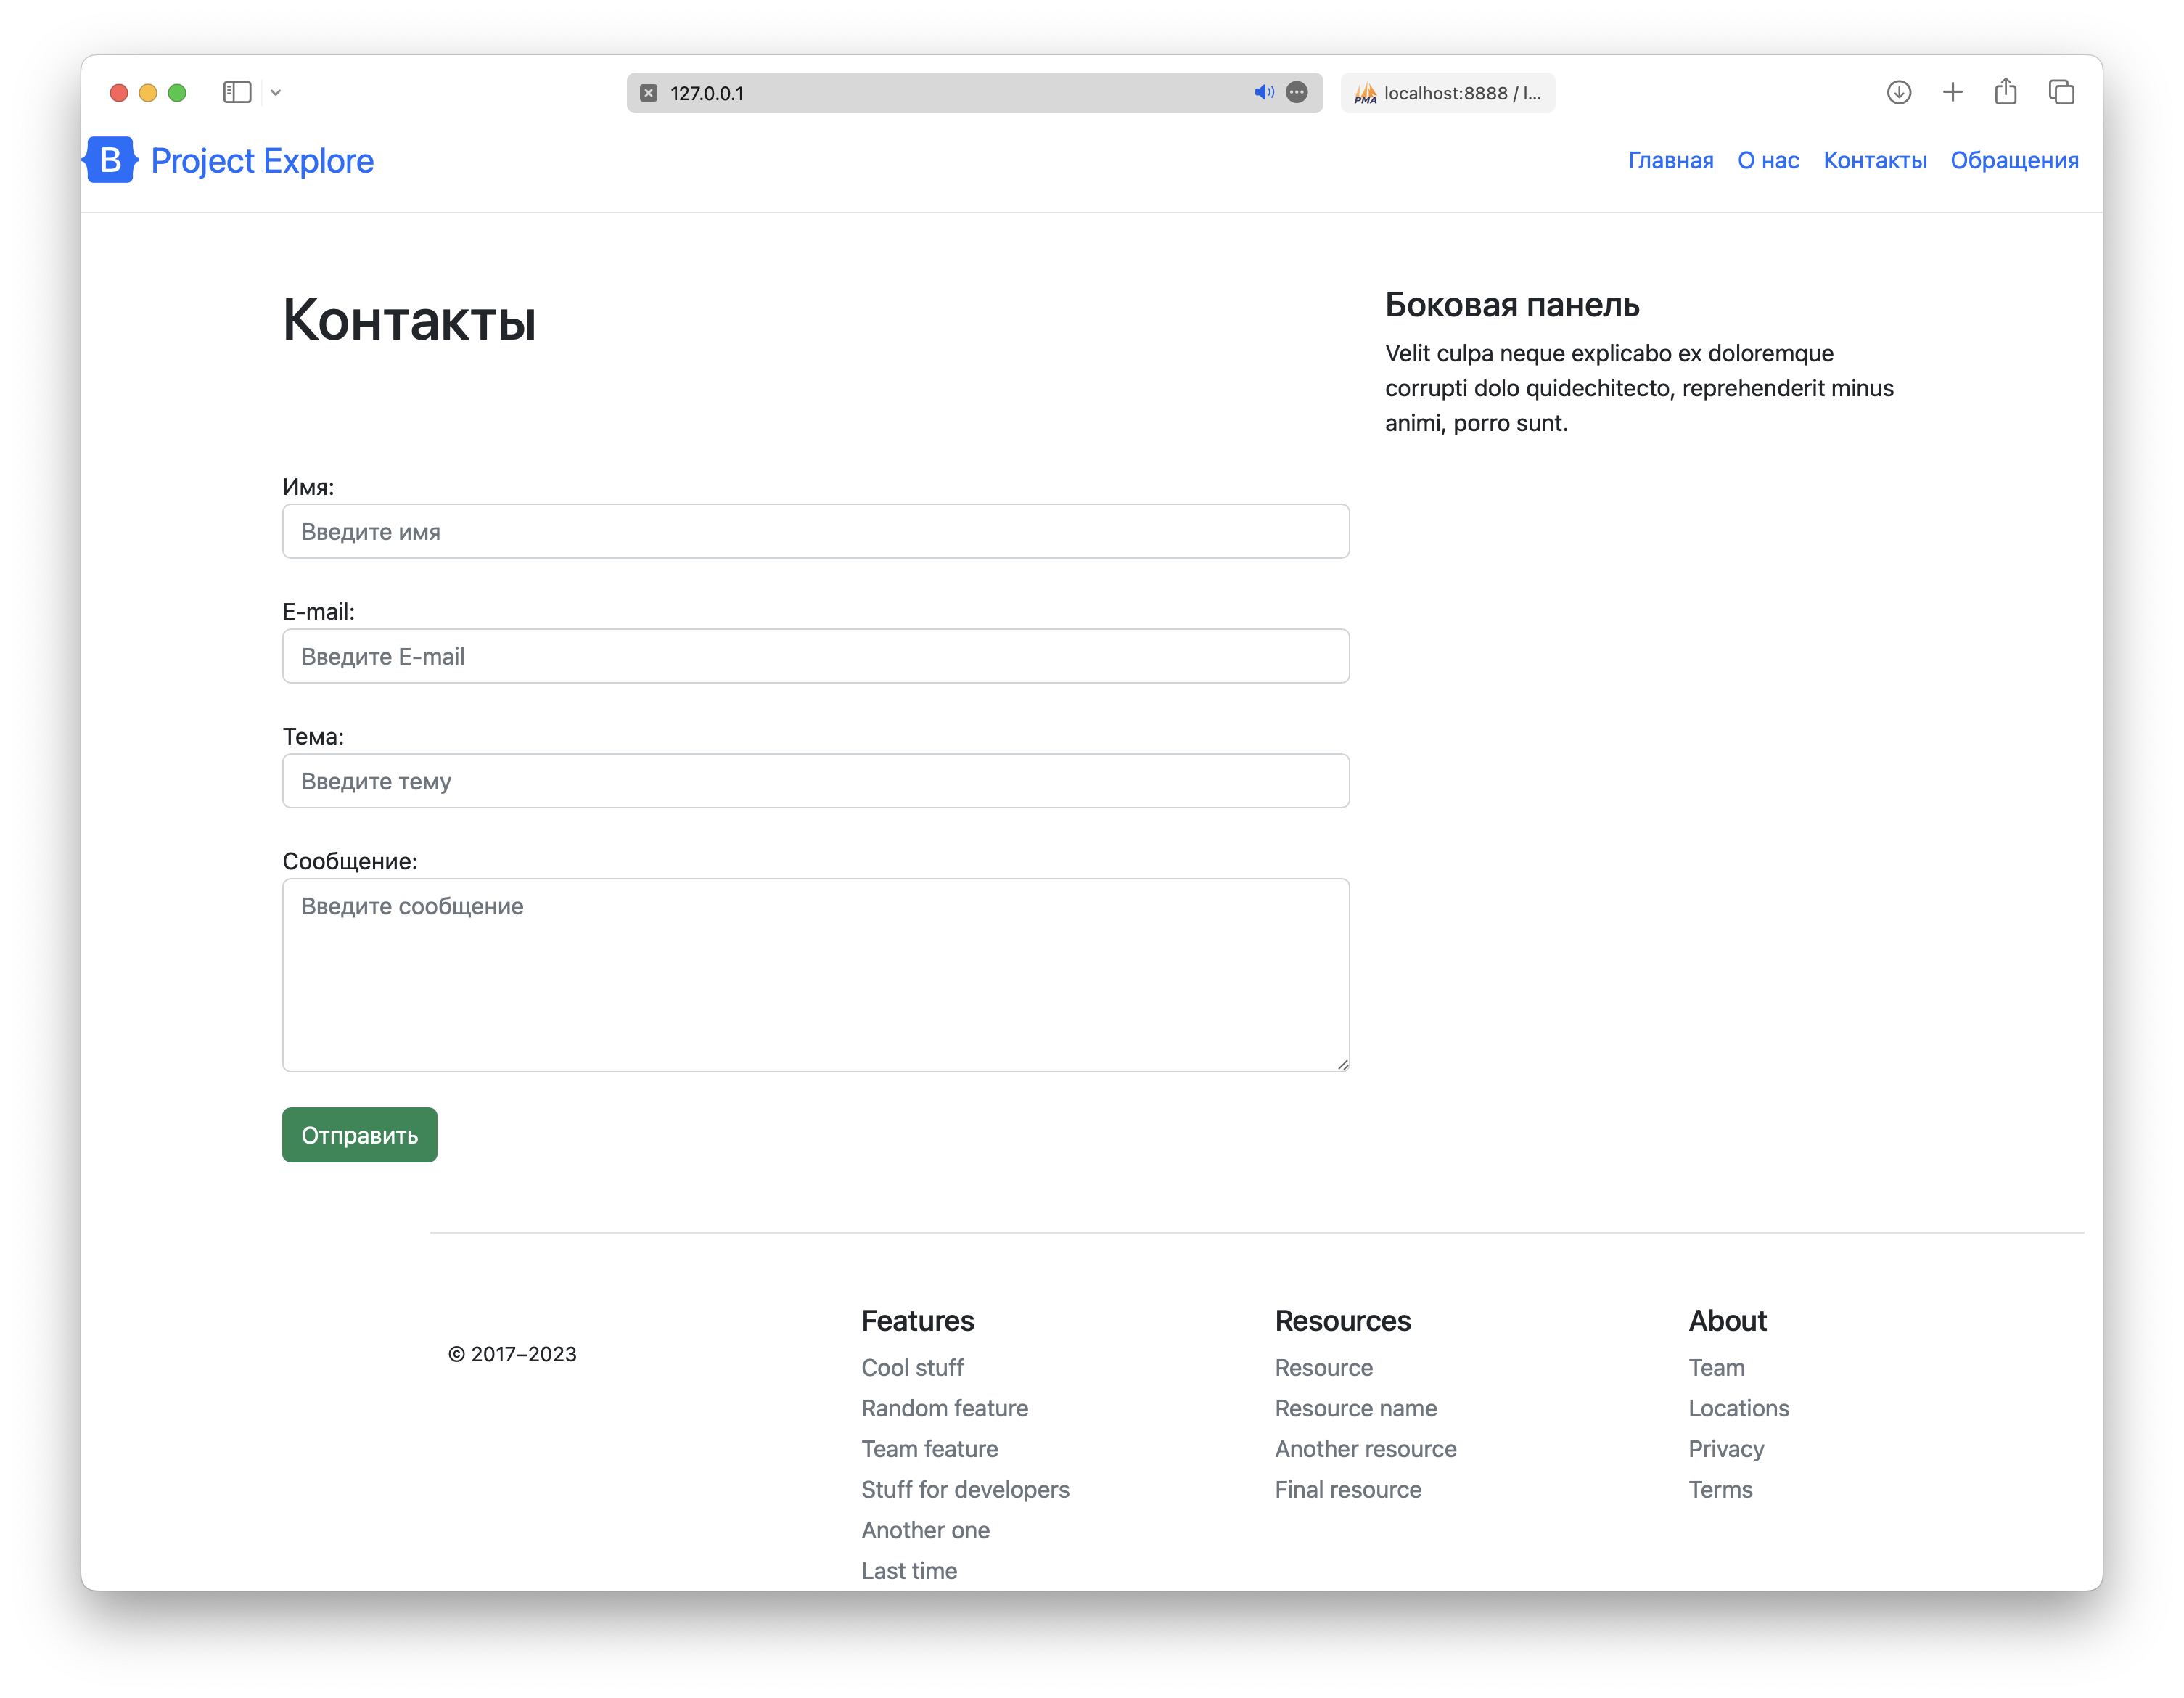 127.0.0.1
PMA localhost:8888 / l...
B Project Explore
Главная О нас Контакты Обращения
Контакты
Боковая панель
Velit culpa neque explicabo ex doloremque
corrupti dolo quidechitecto, reprehenderit minus
animi, porro sunt.
Имя:
Введите имя
E-mail:
Введите E-mail
Тема:
Введите тему
Сообщение:
Введите сообщение
Отправить
© 2017–2023
Features
Cool stuff
Random feature
Team feature
Stuff for developers
Another one
Last time
Resources
Resource
Resource name
Another resource
Final resource
About
Team
Locations
Privacy
Terms